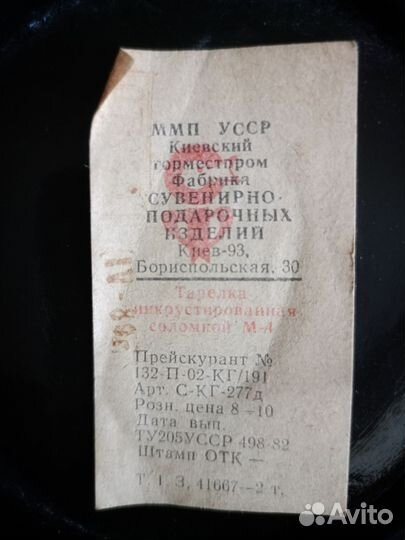 ММП УССР
Киевский
горместпром
Фабрика
СУВЕНИРНО-
ПОДАРОЧНЫХ
ИЗДЕЛИЙ
Киев-93,
Бориспольская, 30
Тарелка
инкрустированная
соломкой М-4
Прейскурант №
132-П-02-КГ/191
Арт. С-КГ-277д
Розн. цена 8—10
Дата вып.
ТУ205УССР 498-82
Штамп ОТК —
Т. 1. З. 41667—2 т.
Avito